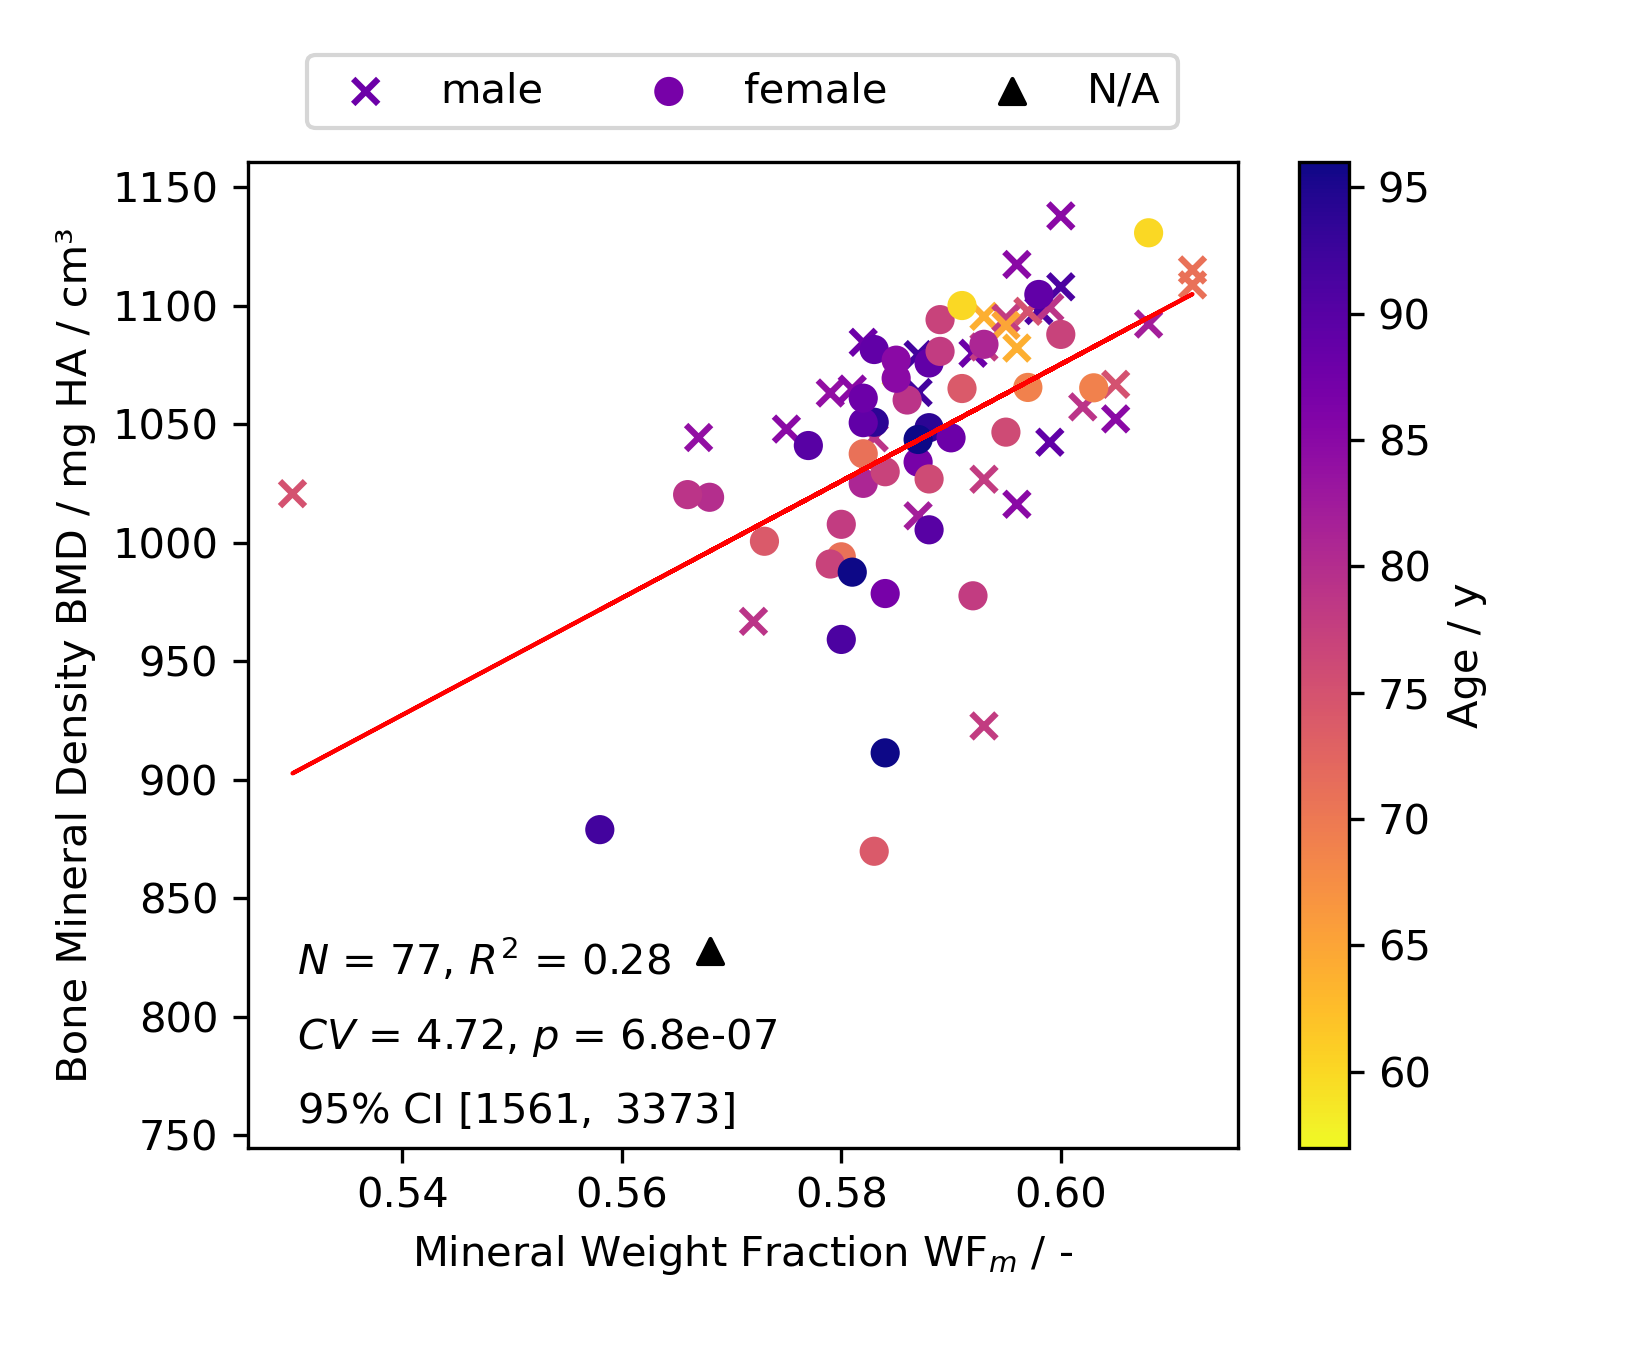 male female N/A
Bone Mineral Density BMD / mg HA / cm³
1150
1100
1050
1000
950
900
850
800
750
N = 77, R² = 0.28
CV = 4.72, p = 6.8e-07
95% CI [1561, 3373]
0.54 0.56 0.58 0.60
Mineral Weight Fraction WFₘ / -
95
90
85
80
75
70
65
60
Age / y